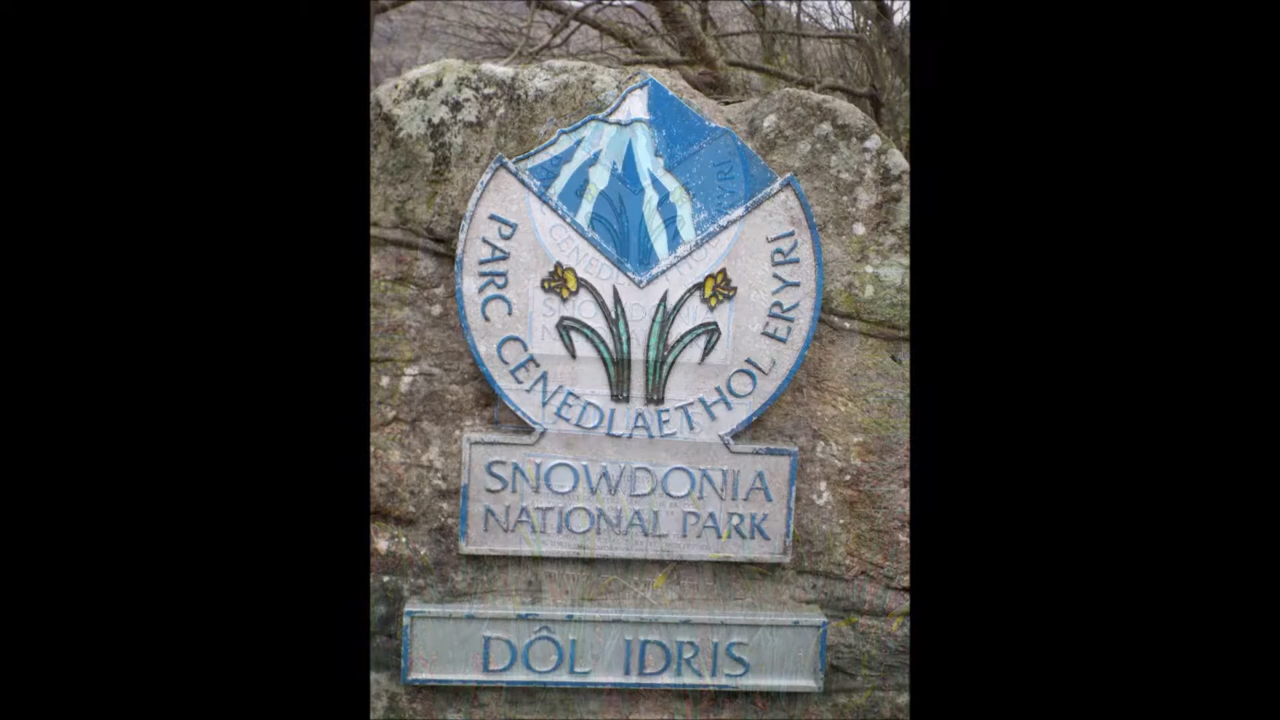 PARC CENEDLAETHOL ERYRI
SNOWDONIA
NATIONAL PARK
DÔL IDRIS